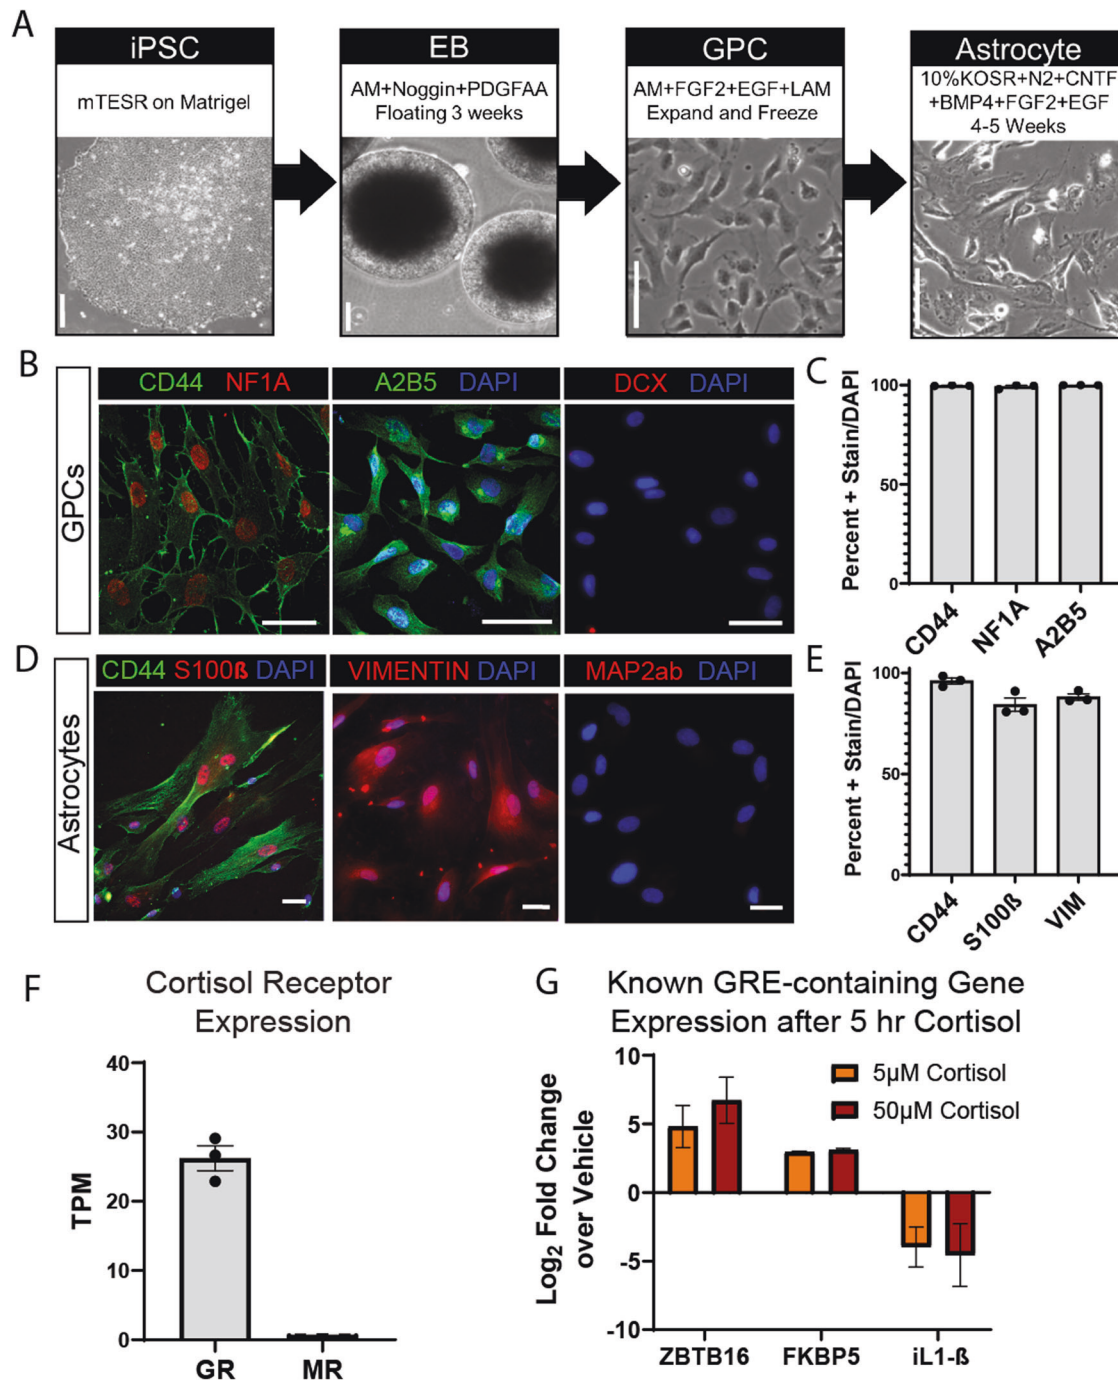 A
iPSC
mTESR on Matrigel
EB
AM+Noggin+PDGFAA
Floating 3 weeks
GPC
AM+FGF2+EGF+LAM
Expand and Freeze
Astrocyte
10%KOSR+N2+CNTF
+BMP4+FGF2+EGF
4-5 Weeks
B
GPCs
CD44 NF1A
A2B5 DAPI
DCX DAPI
C
Percent + Stain/DAPI
100
50
0
CD44
NF1A
A2B5
D
Astrocytes
CD44 S100ß DAPI
VIMENTIN DAPI
MAP2ab DAPI
E
Percent + Stain/DAPI
100
50
0
CD44
S100ß
VIM
F
Cortisol Receptor
Expression
TPM
40
30
20
10
0
GR
MR
G
Known GRE-containing Gene
Expression after 5 hr Cortisol
Log2 Fold Change
over Vehicle
10
5
0
-5
-10
5µM Cortisol
50µM Cortisol
ZBTB16
FKBP5
iL1-ß